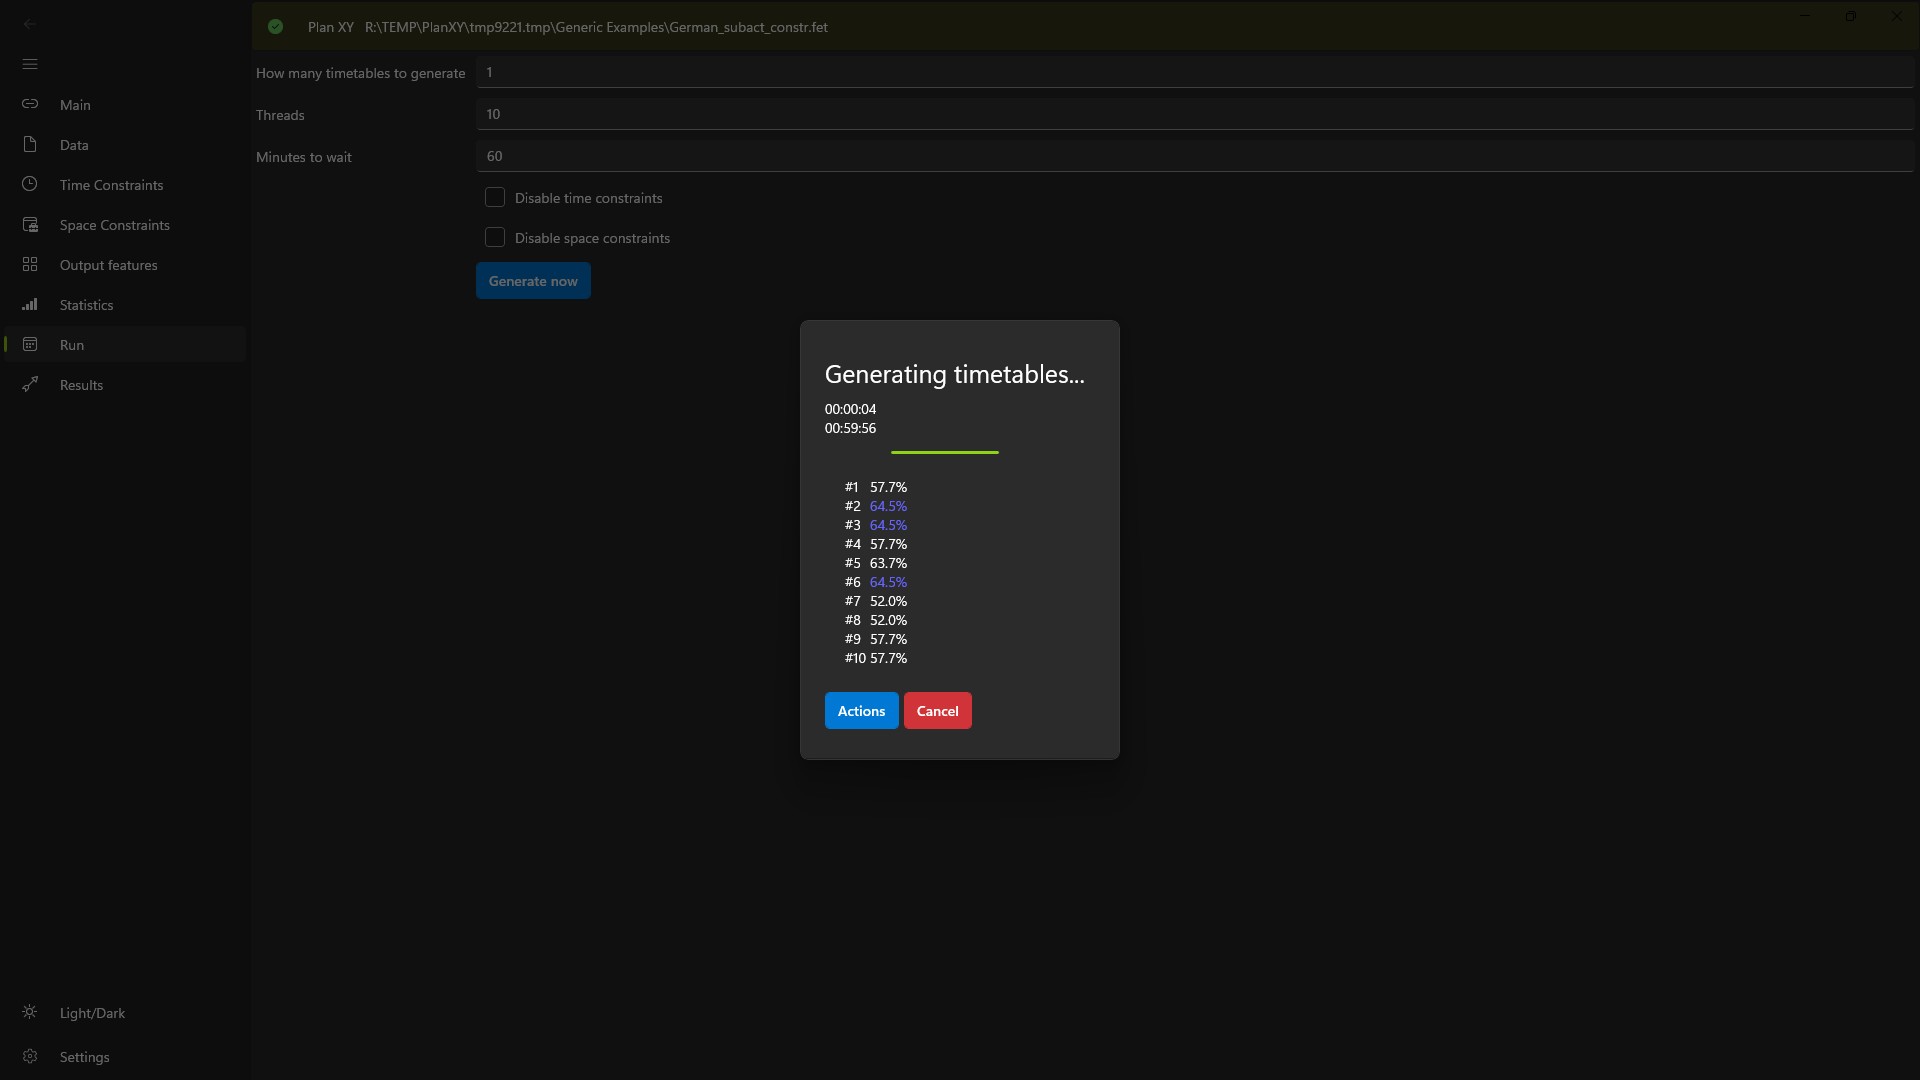 Plan XY R:\TEMP\PlanXY\tmp9221.tmp\Generic Examples\German_subact_constr.fet
Main
Data
Time Constraints
Space Constraints
Output features
Statistics
Run
Results
Light/Dark
Settings
How many timetables to generate 1
Threads 10
Minutes to wait 60
Disable time constraints
Disable space constraints
Generate now
Generating timetables...
00:00:04
00:59:56
#1 57.7%
#2 64.5%
#3 64.5%
#4 57.7%
#5 63.7%
#6 64.5%
#7 52.0%
#8 52.0%
#9 57.7%
#10 57.7%
Actions Cancel